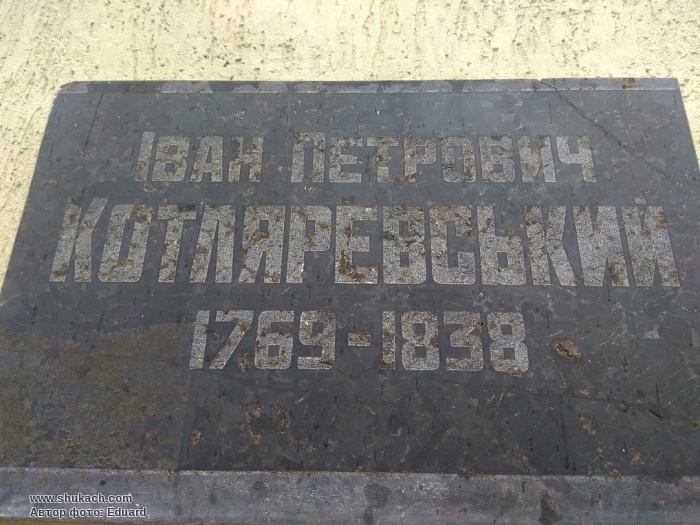 Іван Петрович
Котляревський
1769-1838
www.shukach.com
Автор фото: Eduard